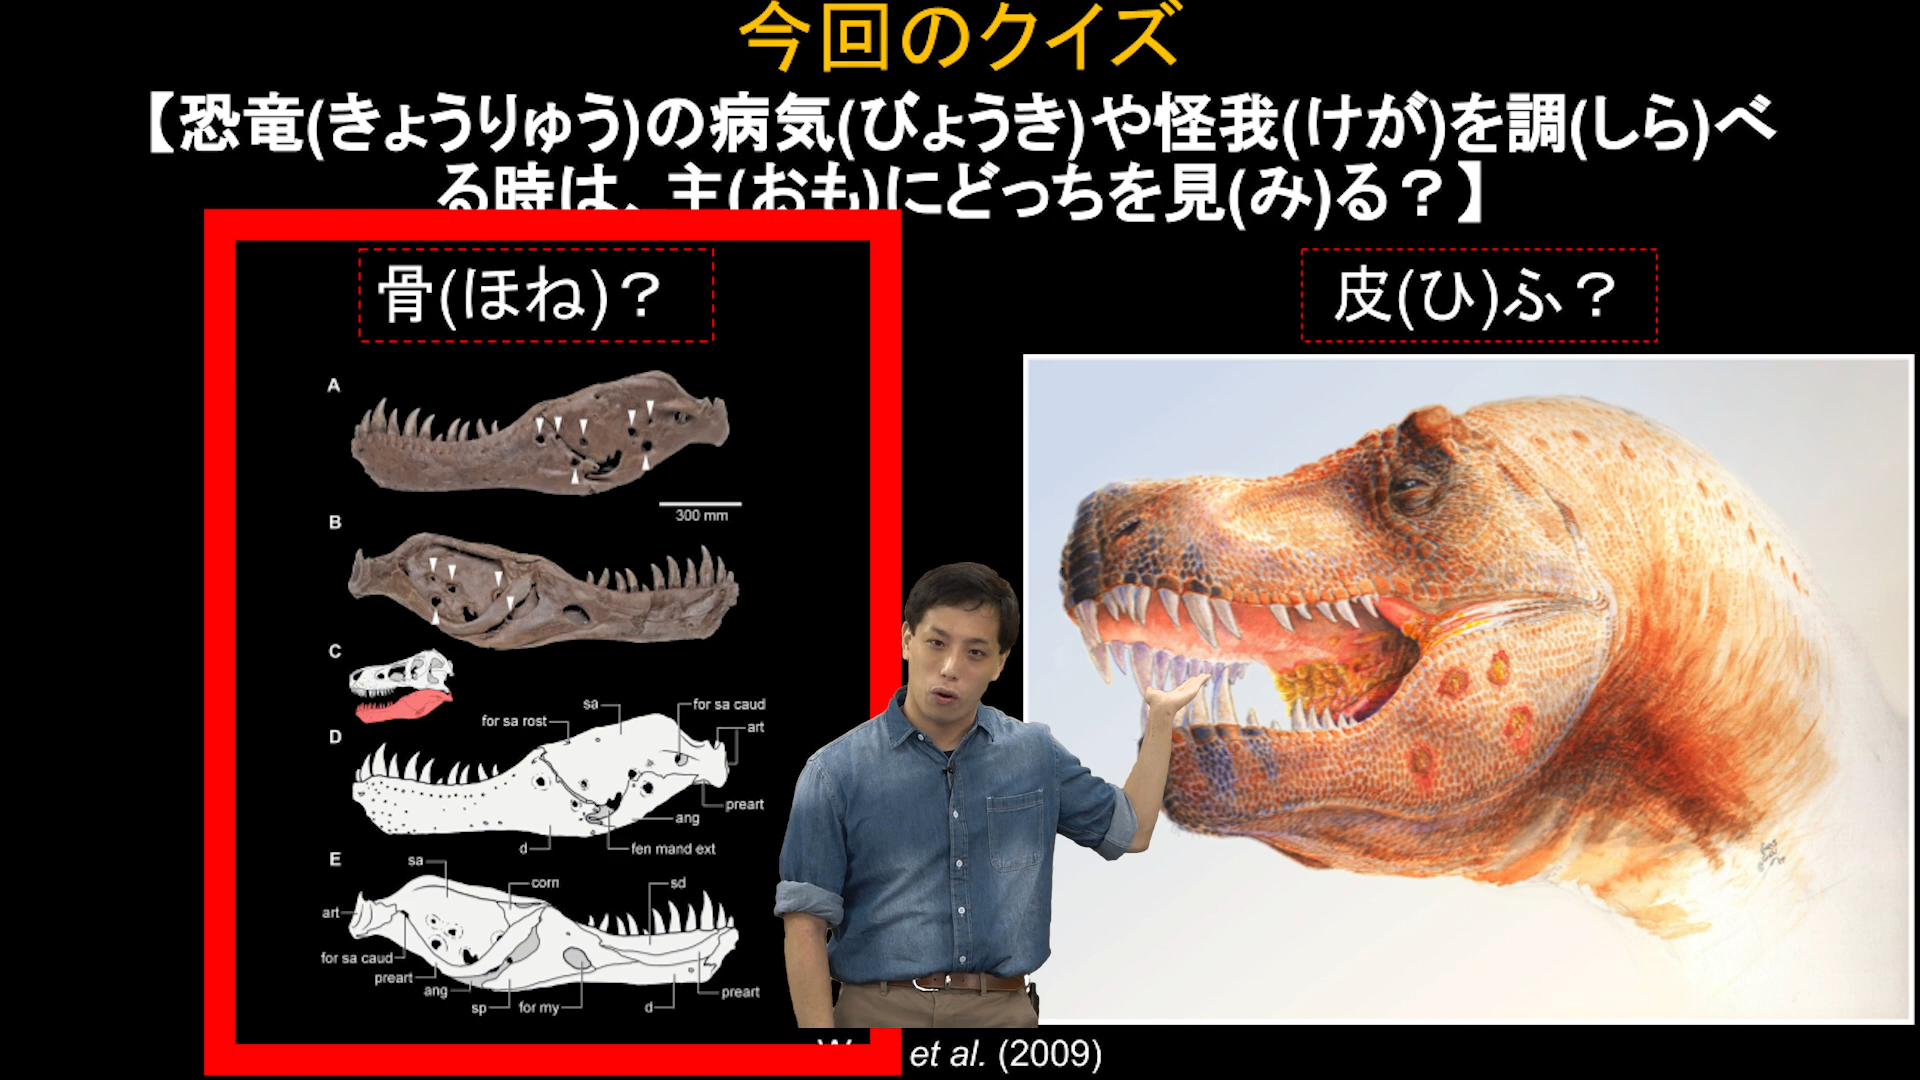 今回のクイズ
【恐竜(きょうりゅう)の病気(びょうき)や怪我(けが)を調(しら)べ
る時は、主(おも)にどっちを見(み)る？】
骨(ほね)？
皮(ひ)ふ？
A
300 mm
B
C
D
sa
for sa rost
for sa caud
art
preart
ang
d
fen mand ext
E
sa
corn
sd
art
for sa caud
preart
ang
sp
for my
d
preart
et al. (2009)